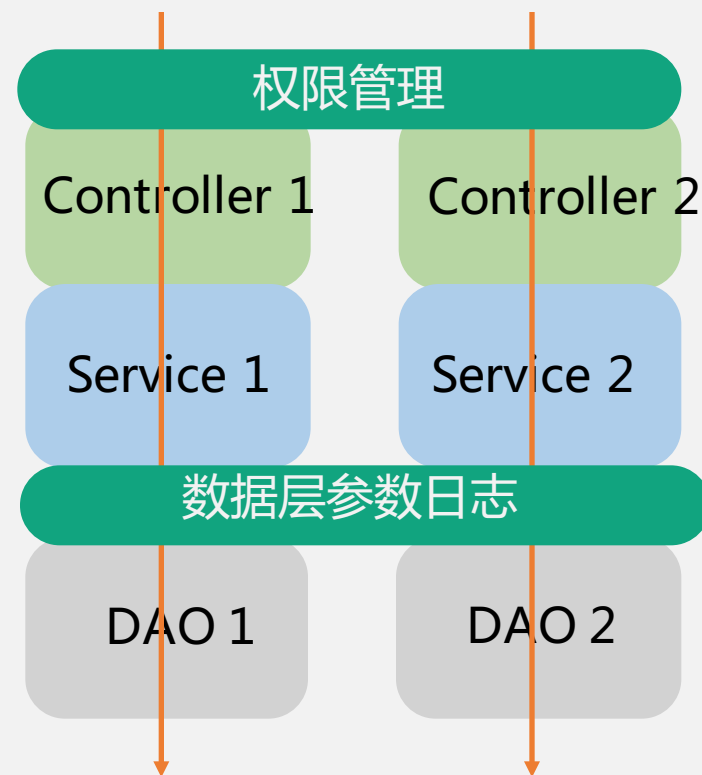 权限管理
Controller 1
Controller 2
Service 1
Service 2
数据层参数日志
DAO 1
DAO 2